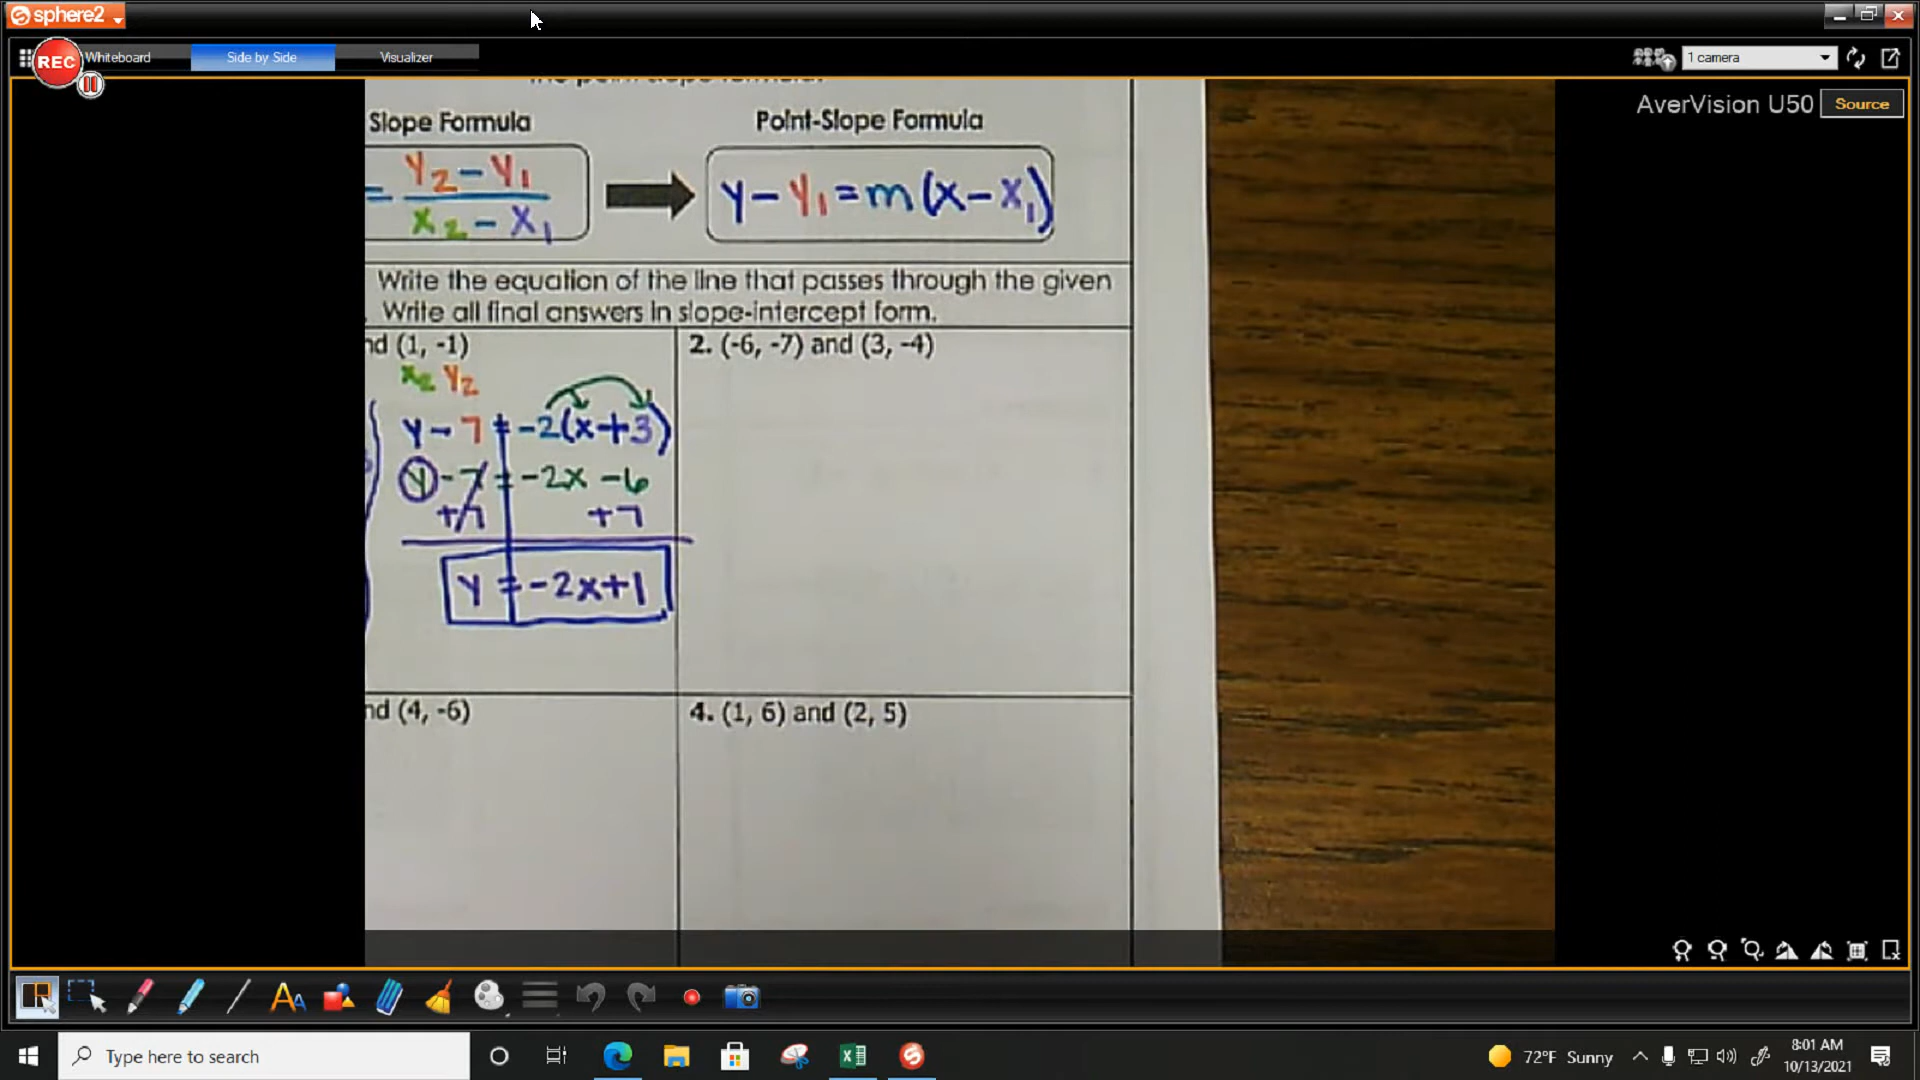 sphere2
REC
Whiteboard
Side by Side
Visualizer
1 camera
AverVision U50
Source
the point-slope formula.
Slope Formula
Point-Slope Formula
= y₂ - y₁ / x₂ - x₁
y - y₁ = m(x - x₁)
Write the equation of the line that passes through the given
. Write all final answers in slope-intercept form.
nd (1, -1)
x₂ y₂
y - 7 = -2(x + 3)
y - 7 = -2x - 6
+7 +7
y = -2x + 1
2. (-6, -7) and (3, -4)
nd (4, -6)
4. (1, 6) and (2, 5)
Type here to search
72°F Sunny
8:01 AM
10/13/2021